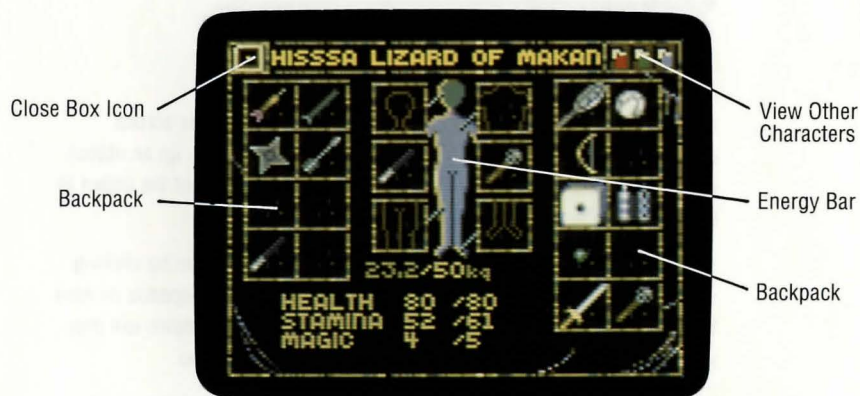 HISSSA LIZARD OF MAKAN
Close Box Icon
View Other
Characters
Backpack
Energy Bar
Backpack
23.2/50kg
HEALTH 80 /80
STAMINA 52 /61
MAGIC 4 /5